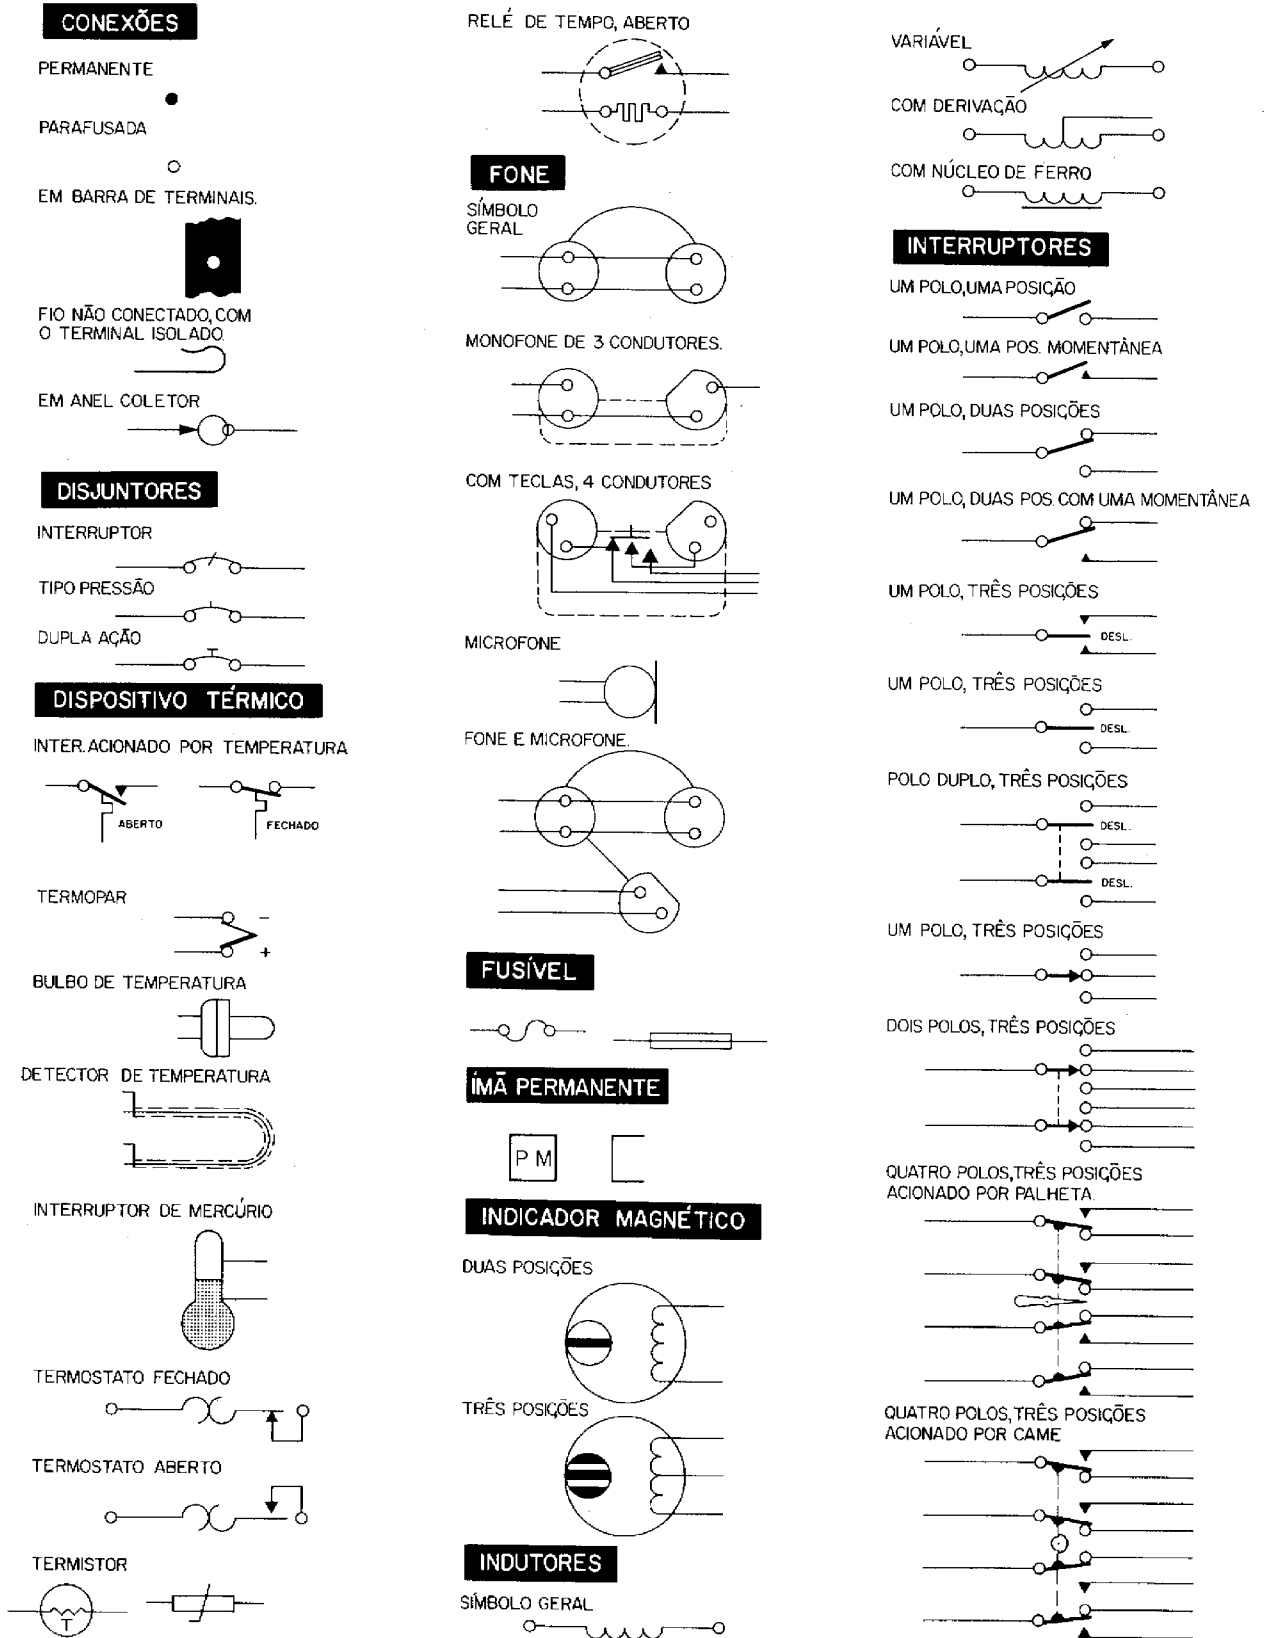 CONEXÕES
PERMANENTE
PARAFUSADA
EM BARRA DE TERMINAIS.
FIO NÃO CONECTADO, COM
O TERMINAL ISOLADO.
EM ANEL COLETOR
DISJUNTORES
INTERRUPTOR
TIPO PRESSÃO
DUPLA AÇÃO
DISPOSITIVO TÉRMICO
INTER. ACIONADO POR TEMPERATURA
ABERTO
FECHADO
TERMOPAR
-
+
BULBO DE TEMPERATURA
DETECTOR DE TEMPERATURA
INTERRUPTOR DE MERCÚRIO
TERMOSTATO FECHADO
TERMOSTATO ABERTO
TERMISTOR
T
RELÉ DE TEMPO, ABERTO
FONE
SÍMBOLO
GERAL
MONOFONE DE 3 CONDUTORES.
COM TECLAS, 4 CONDUTORES
MICROFONE
FONE E MICROFONE.
FUSÍVEL
ÍMÃ PERMANENTE
PM
INDICADOR MAGNÉTICO
DUAS POSIÇÕES
TRÊS POSIÇÕES
INDUTORES
SÍMBOLO GERAL
VARIÁVEL
COM DERIVAÇÃO
COM NÚCLEO DE FERRO
INTERRUPTORES
UM POLO, UMA POSIÇÃO
UM POLO, UMA POS. MOMENTÂNEA
UM POLO, DUAS POSIÇÕES
UM POLO, DUAS POS. COM UMA MOMENTÂNEA
UM POLO, TRÊS POSIÇÕES
DESL.
UM POLO, TRÊS POSIÇÕES
DESL.
POLO DUPLO, TRÊS POSIÇÕES
DESL.
DESL.
UM POLO, TRÊS POSIÇÕES
DOIS POLOS, TRÊS POSIÇÕES
QUATRO POLOS, TRÊS POSIÇÕES
ACIONADO POR PALHETA.
QUATRO POLOS, TRÊS POSIÇÕES
ACIONADO POR CAME